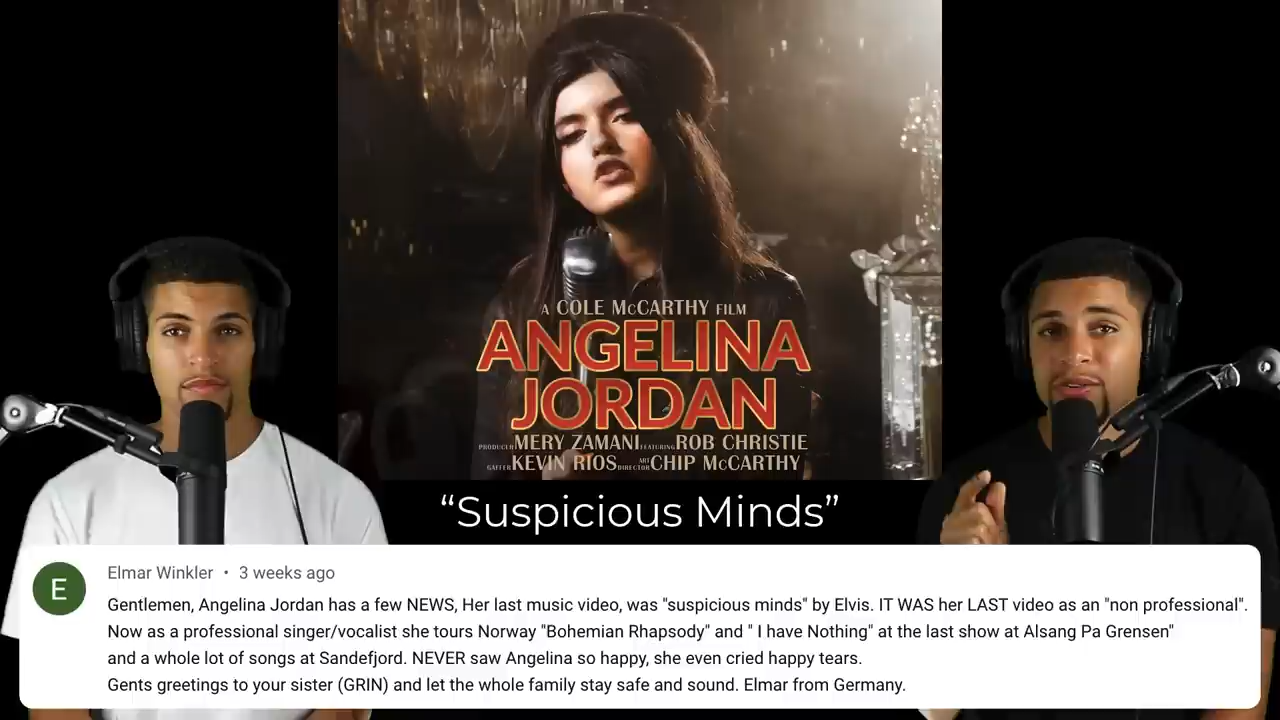 A COLE McCARTHY FILM
ANGELINA
JORDAN
PRODUCER MERY ZAMANI FEATURING ROB CHRISTIE
GAFFER KEVIN RIOS ART DIRECTOR CHIP McCARTHY
“Suspicious Minds”
E
Elmar Winkler • 3 weeks ago
Gentlemen, Angelina Jordan has a few NEWS, Her last music video, was "suspicious minds" by Elvis. IT WAS her LAST video as an "non professional".
Now as a professional singer/vocalist she tours Norway "Bohemian Rhapsody" and " I have Nothing" at the last show at Alsang Pa Grensen"
and a whole lot of songs at Sandefjord. NEVER saw Angelina so happy, she even cried happy tears.
Gents greetings to your sister (GRIN) and let the whole family stay safe and sound. Elmar from Germany.